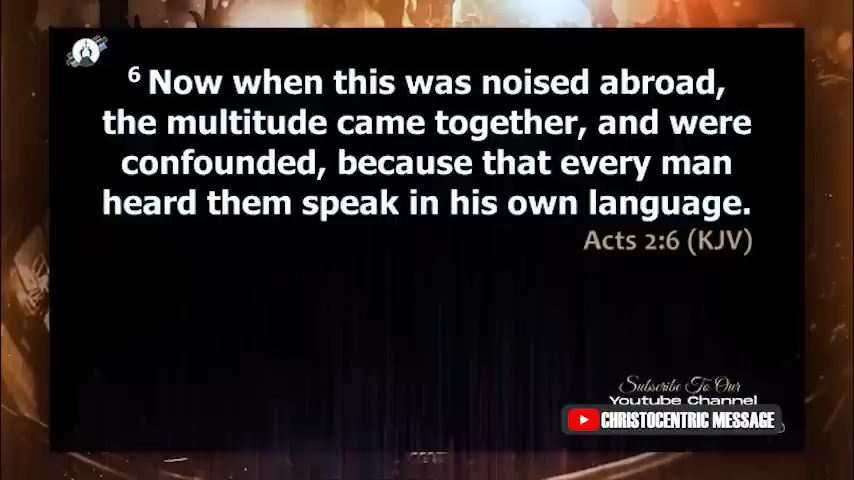 6 Now when this was noised abroad,
the multitude came together, and were
confounded, because that every man
heard them speak in his own language.
Acts 2:6 (KJV)
Subscribe To Our
Youtube Channel
CHRISTOCENTRIC MESSAGE